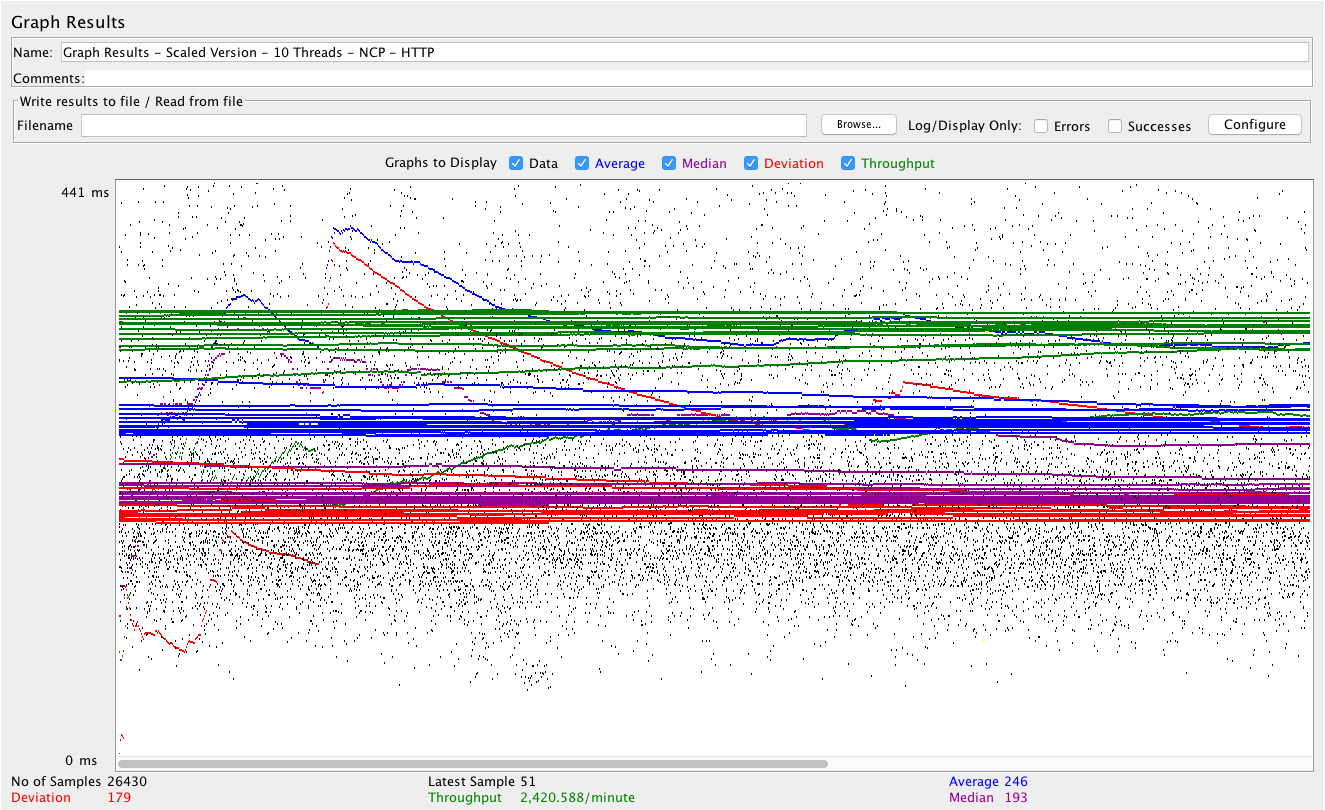 Graph Results
Name: Graph Results - Scaled Version - 10 Threads - NCP - HTTP
Comments:
Write results to file / Read from file
Filename Browse... Log/Display Only: Errors Successes Configure
Graphs to Display Data Average Median Deviation Throughput
441 ms
0 ms
No of Samples 26430 Latest Sample 51 Average 246
Deviation 179 Throughput 2,420.588/minute Median 193